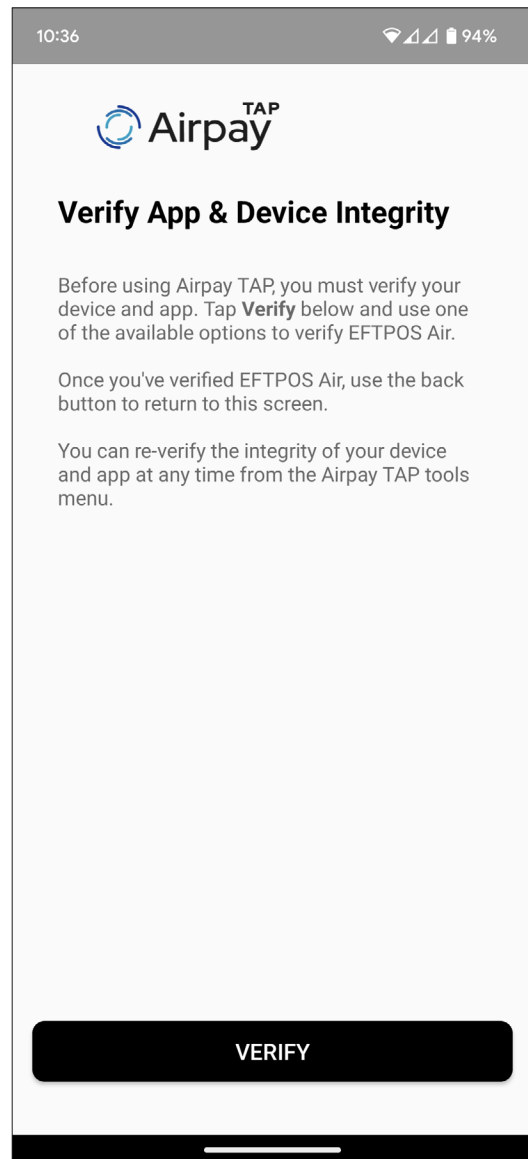 10:36
94%
TAP
Airpay
Verify App & Device Integrity
Before using Airpay TAP, you must verify your
device and app. Tap Verify below and use one
of the available options to verify EFTPOS Air.
Once you've verified EFTPOS Air, use the back
button to return to this screen.
You can re-verify the integrity of your device
and app at any time from the Airpay TAP tools
menu.
VERIFY